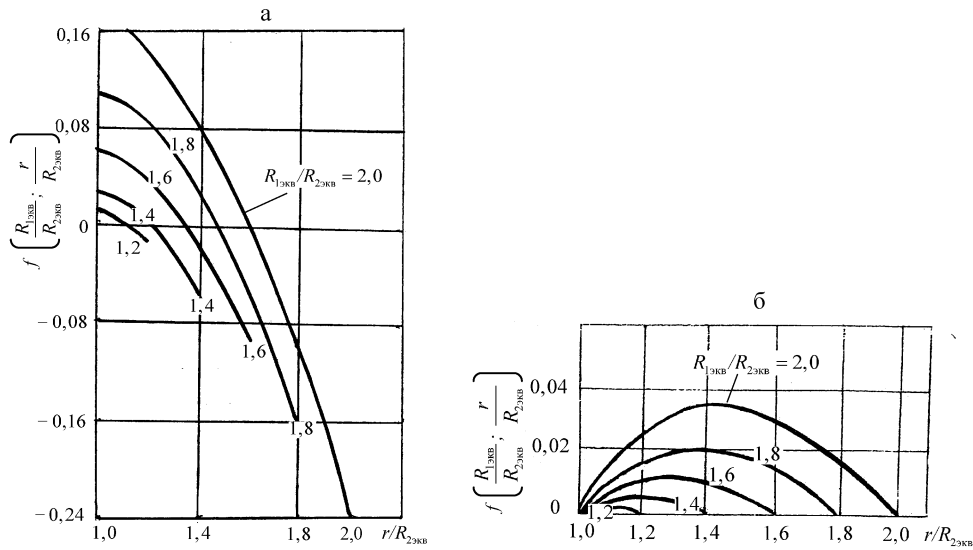 а
0,16
0,08
0
− 0,08
− 0,16
− 0,24
f (R₁экв/R₂экв; r/R₂экв)
1,8
1,6
1,4
1,2
R₁экв/R₂экв = 2,0
1,4
1,6
1,8
1,0 1,4 1,8 2,0 r/R₂экв
б
R₁экв/R₂экв = 2,0
0,04
0,02
0
f (R₁экв/R₂экв; r/R₂экв)
1,8
1,6
1,4
1,2
1,0 1,2 1,4 1,6 1,8 2,0 r/R₂экв